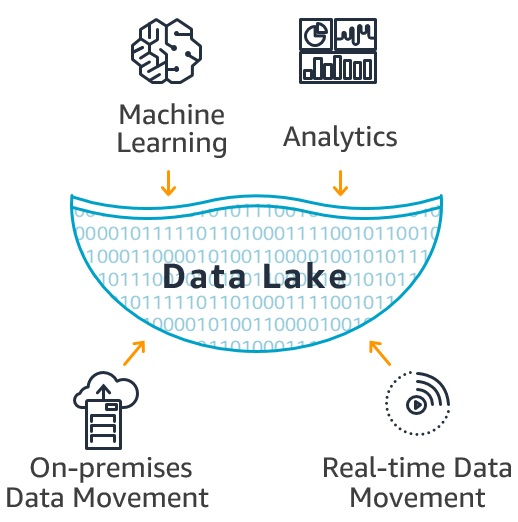 Machine
Learning
Analytics
Data Lake
On-premises
Data Movement
Real-time Data
Movement